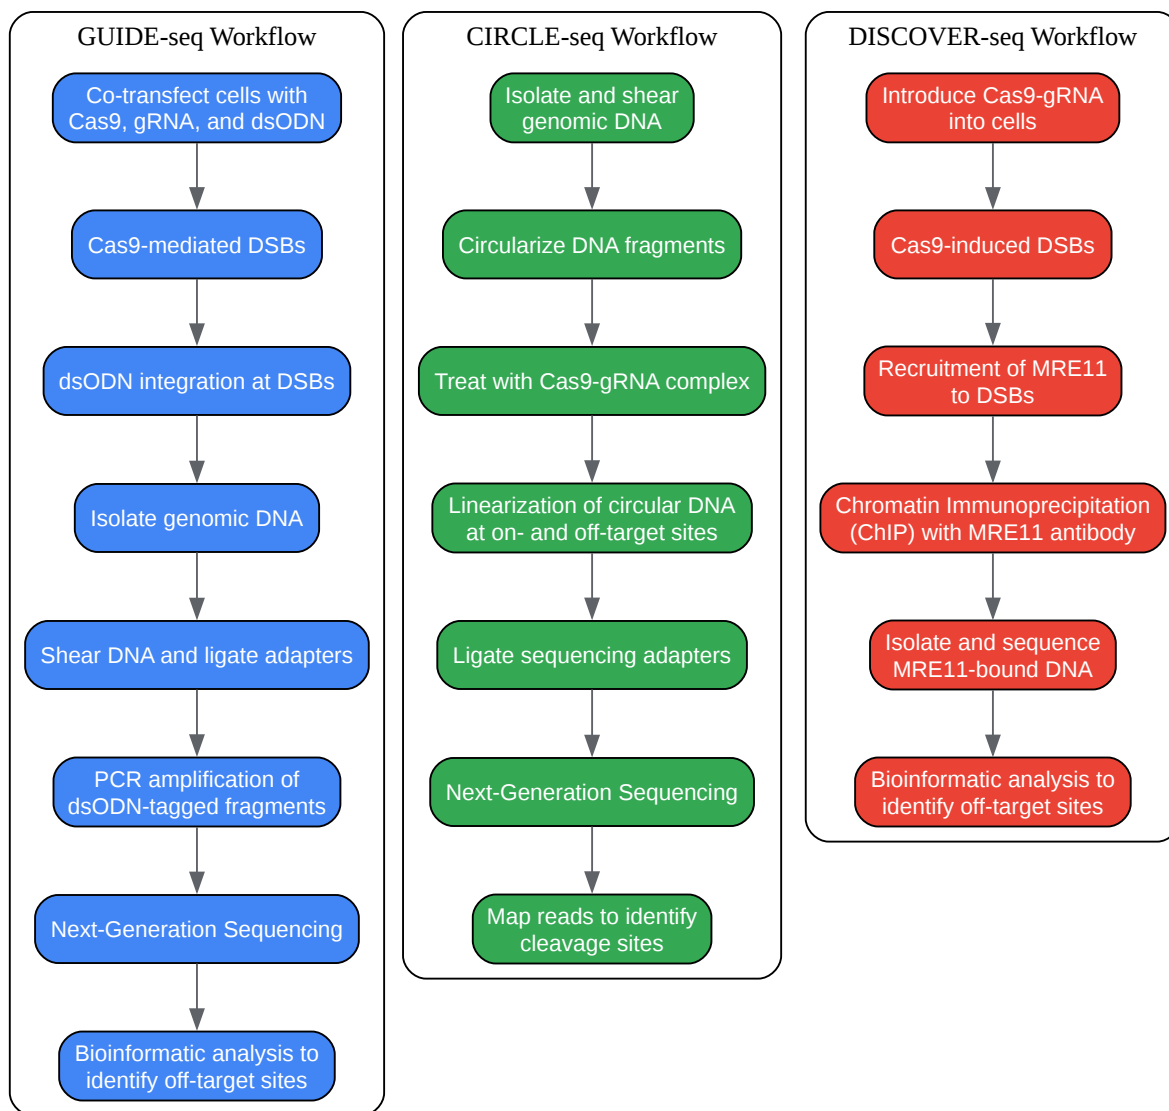 GUIDE-seq Workflow
Co-transfect cells with
Cas9, gRNA, and dsODN
Cas9-mediated DSBs
dsODN integration at DSBs
Isolate genomic DNA
Shear DNA and ligate adapters
PCR amplification of
dsODN-tagged fragments
Next-Generation Sequencing
Bioinformatic analysis to
identify off-target sites
CIRCLE-seq Workflow
Isolate and shear
genomic DNA
Circularize DNA fragments
Treat with Cas9-gRNA complex
Linearization of circular DNA
at on- and off-target sites
Ligate sequencing adapters
Next-Generation Sequencing
Map reads to identify
cleavage sites
DISCOVER-seq Workflow
Introduce Cas9-gRNA
into cells
Cas9-induced DSBs
Recruitment of MRE11
to DSBs
Chromatin Immunoprecipitation
(ChIP) with MRE11 antibody
Isolate and sequence
MRE11-bound DNA
Bioinformatic analysis to
identify off-target sites